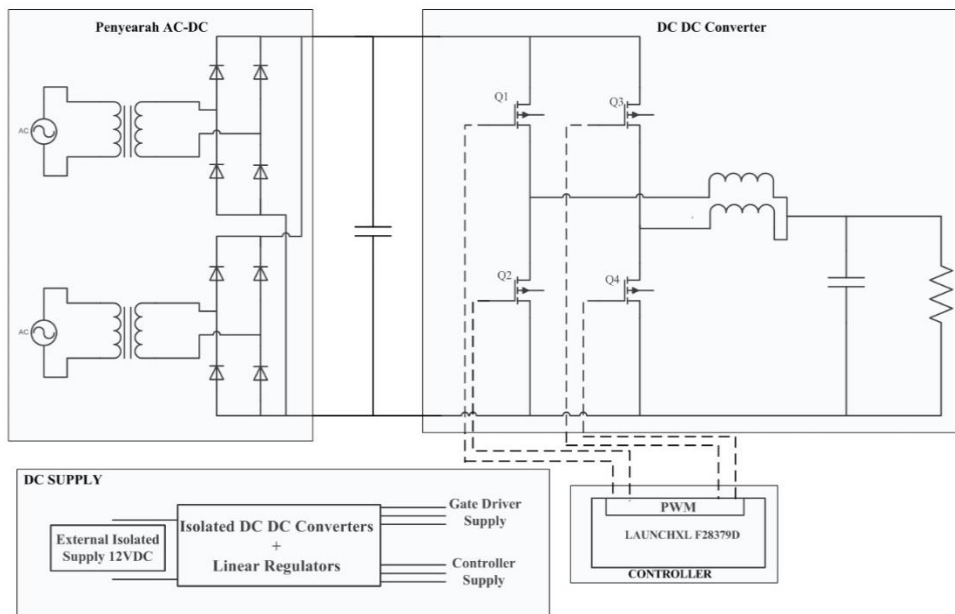 Penyearah AC-DC
DC DC Converter
AC
AC
Q1
Q3
Q2
Q4
DC SUPPLY
External Isolated
Supply 12VDC
Isolated DC DC Converters
+
Linear Regulators
Gate Driver
Supply
Controller
Supply
PWM
LAUNCHXL F28379D
CONTROLLER